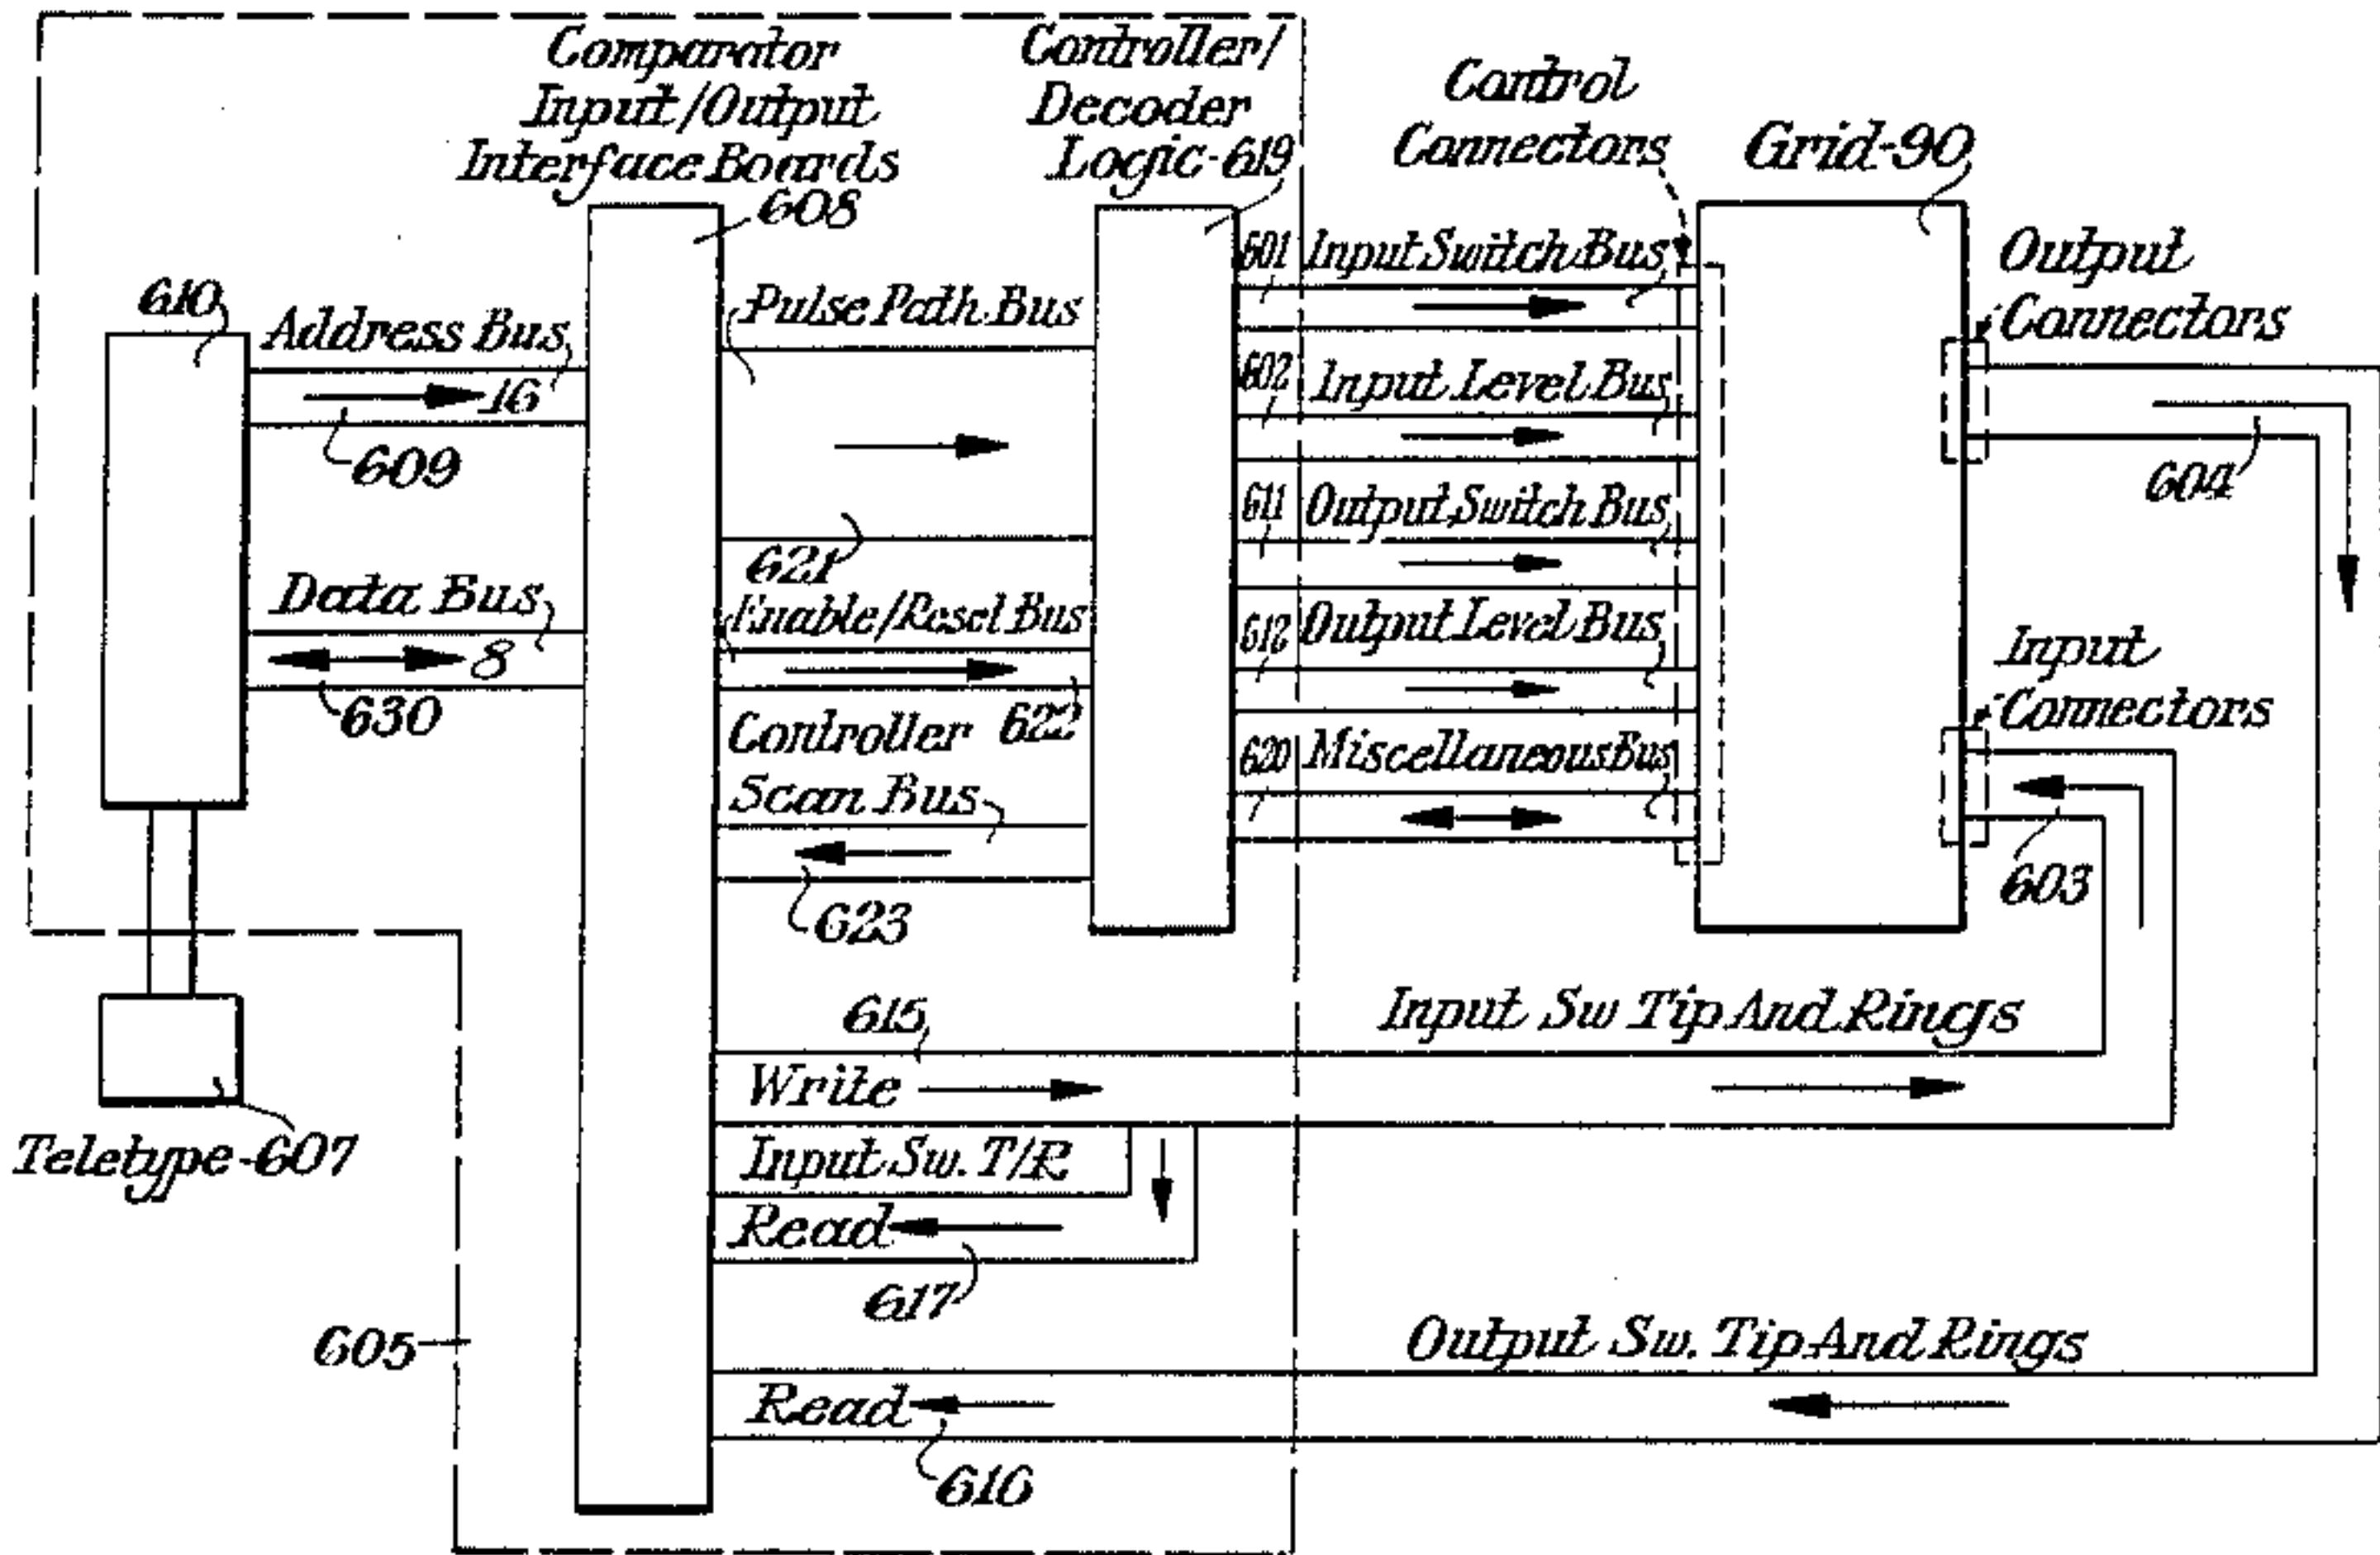 Comparator
Input/Output
Interface Boards
608
Controller/
Decoder
Logic-619
Control
Connectors
Grid-90
Output
Connectors
610
Address Bus
16
609
Data Bus
8
630
Pulse Path Bus
621
Enable/Reset Bus
622
Controller
Scan Bus
623
601 Input Switch Bus
602 Input Level Bus
611 Output Switch Bus
612 Output Level Bus
620 Miscellaneous Bus
604
Input
Connectors
603
615
Write
Input Sw Tip And Rings
Input Sw. T/R
Read
617
Teletype-607
605
Output Sw. Tip And Rings
Read
616